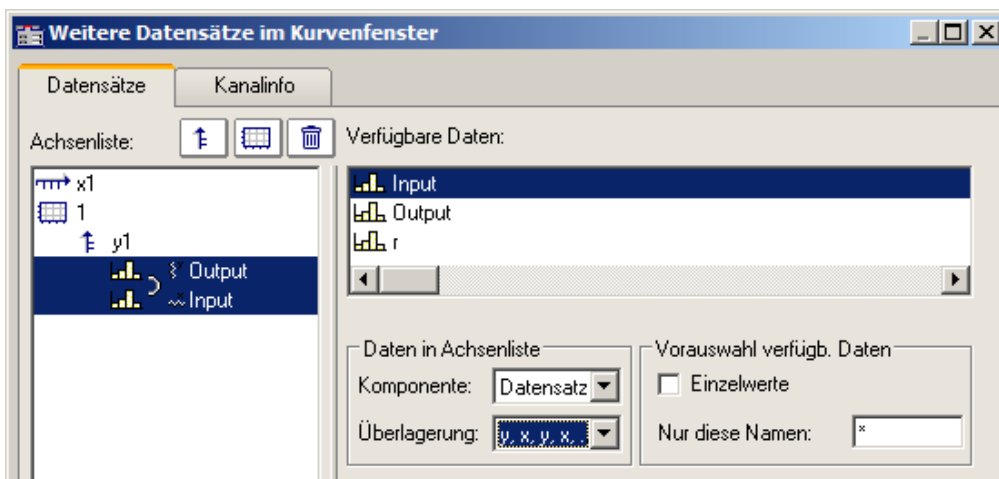 Weitere Datensätze im Kurvenfenster
Datensätze Kanalinfo
Achsenliste: Verfügbare Daten:
x1
1
y1
Output
Input
Input
Output
r
Daten in Achsenliste
Komponente: Datensatz
Überlagerung: y, x, y, x, .
Vorauswahl verfügb. Daten
Einzelwerte
Nur diese Namen: *